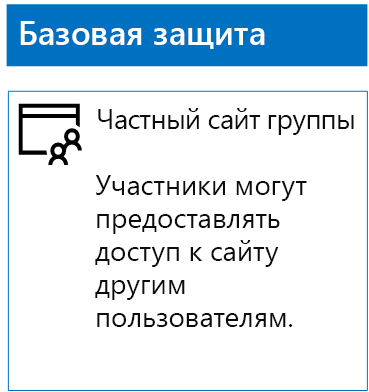 Базовая защита
Частный сайт группы
Участники могут
предоставлять
доступ к сайту
другим
пользователям.